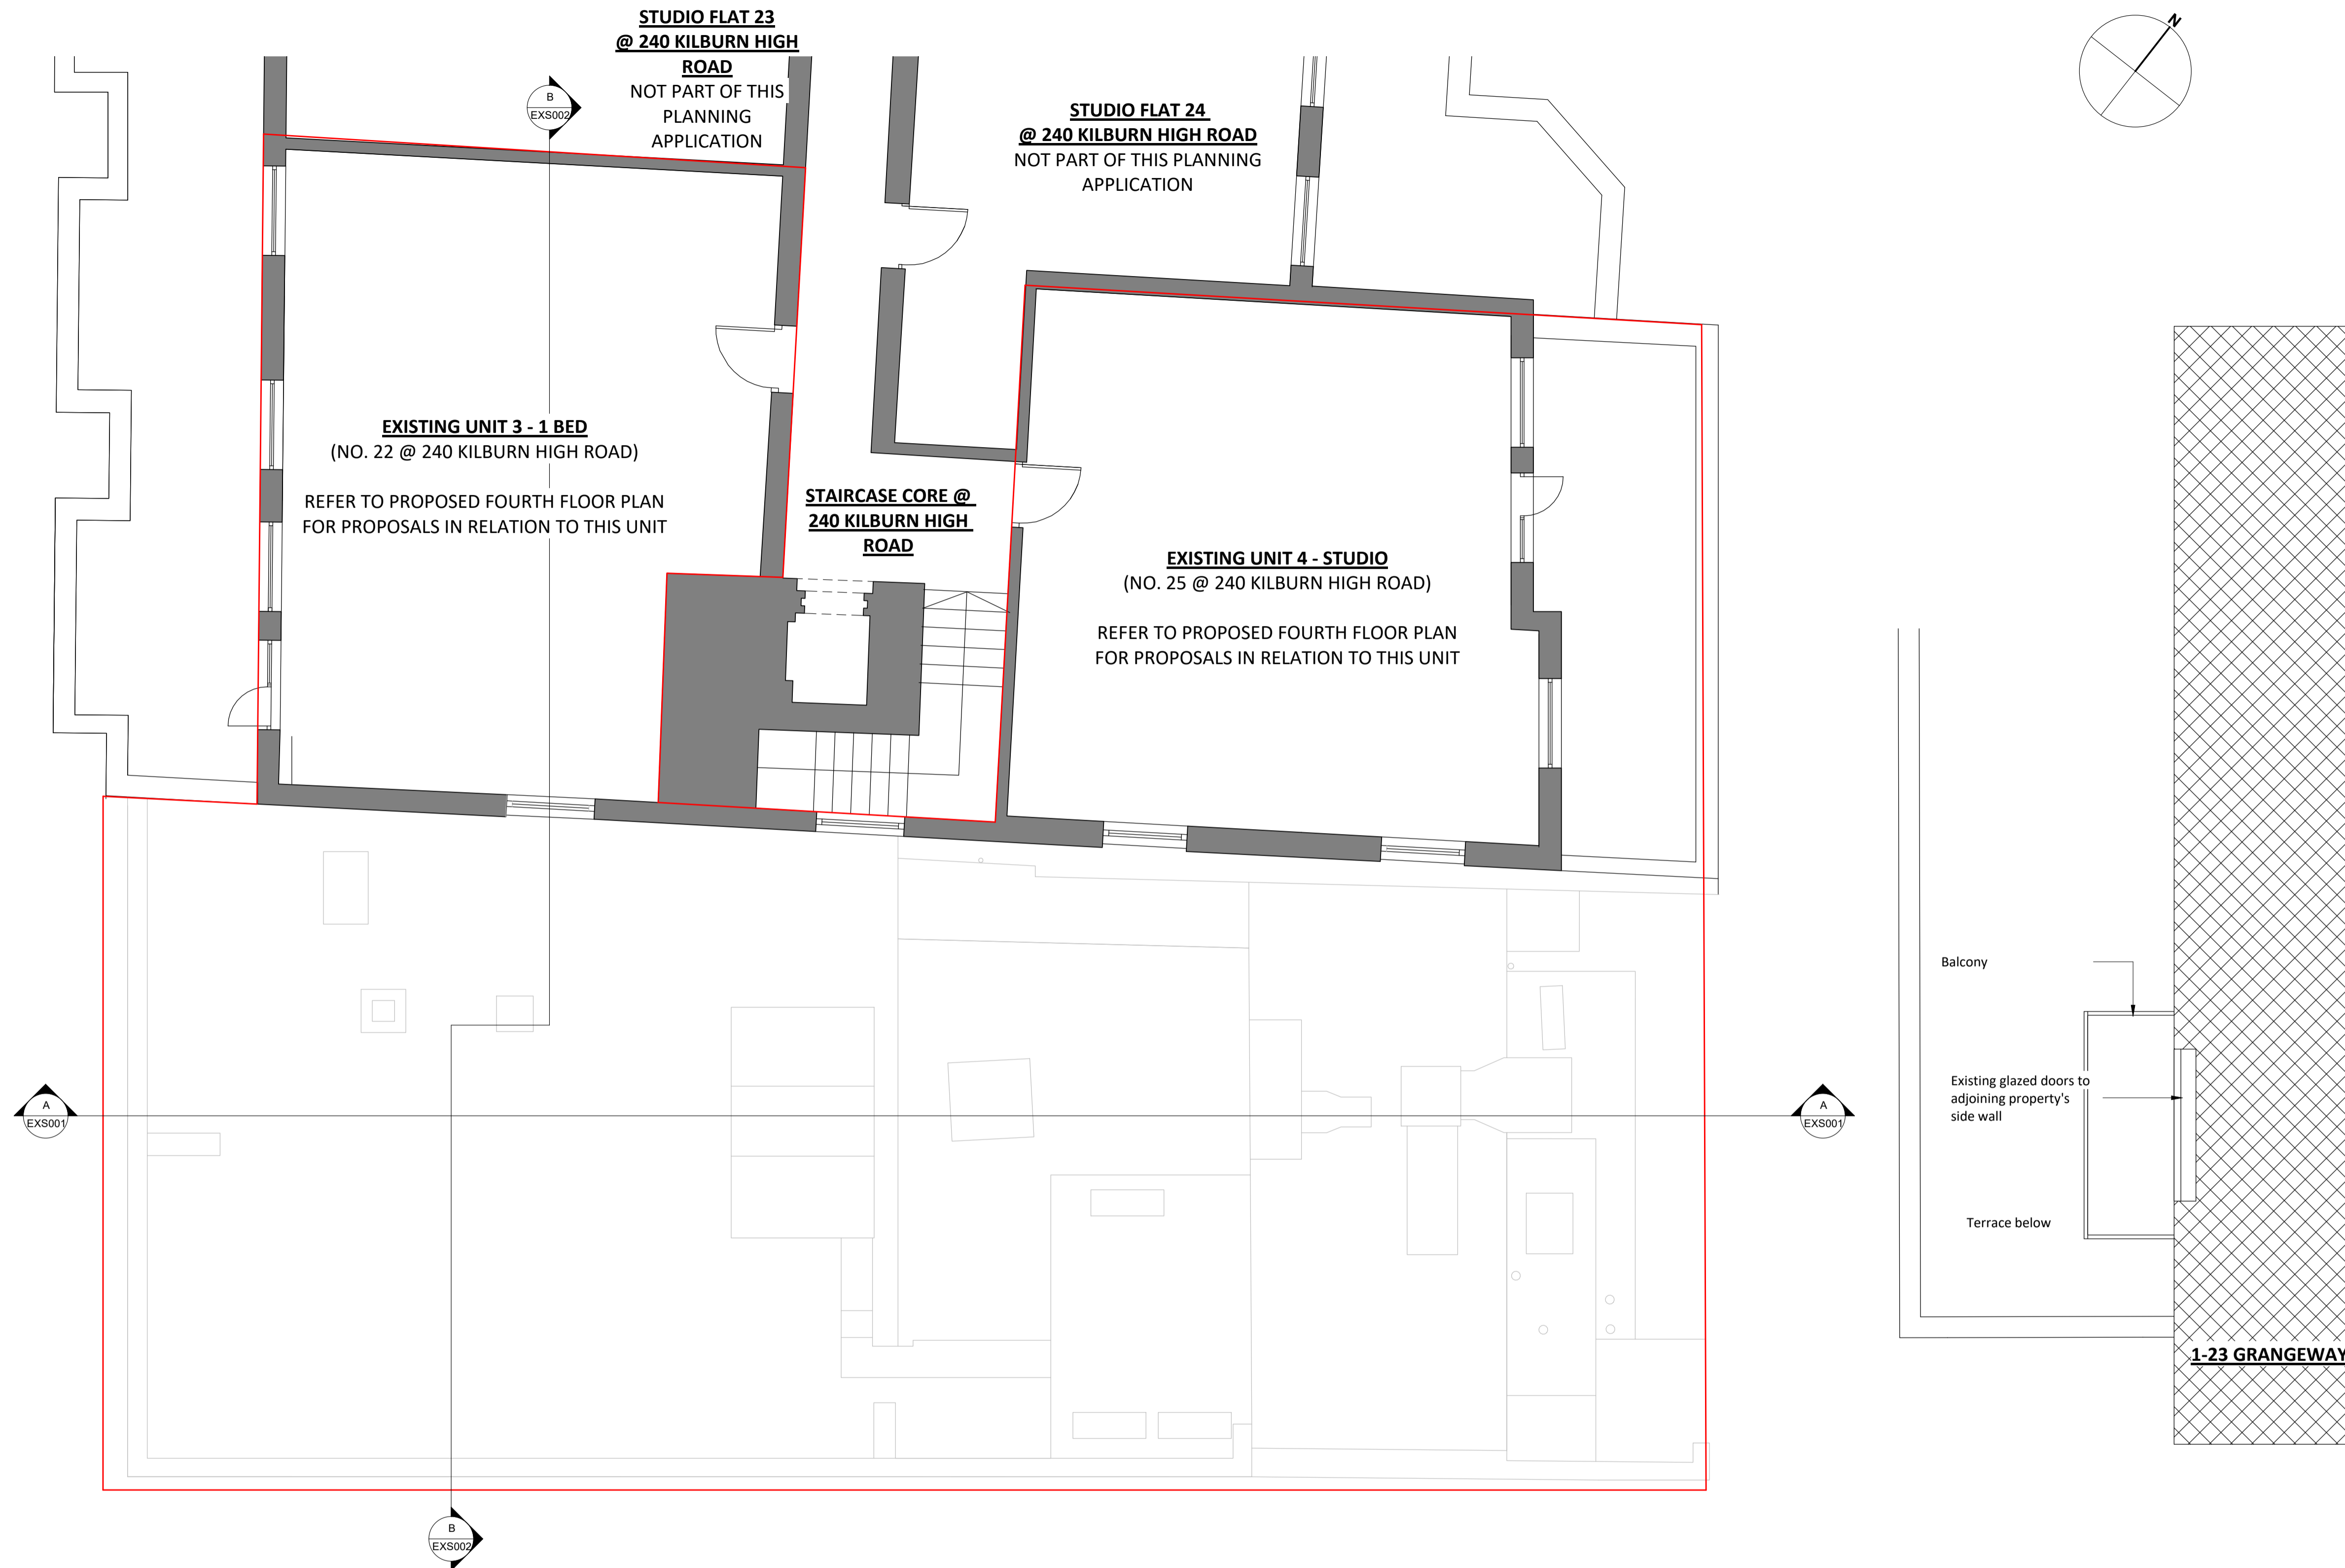 STUDIO FLAT 23
@ 240 KILBURN HIGH
ROAD
NOT PART OF THIS
PLANNING
APPLICATION
N
B
EXS002
STUDIO FLAT 24
@ 240 KILBURN HIGH ROAD
NOT PART OF THIS PLANNING
APPLICATION
EXISTING UNIT 3 - 1 BED
(NO. 22 @ 240 KILBURN HIGH ROAD)
REFER TO PROPOSED FOURTH FLOOR PLAN
FOR PROPOSALS IN RELATION TO THIS UNIT
STAIRCASE CORE @
240 KILBURN HIGH
ROAD
EXISTING UNIT 4 - STUDIO
(NO. 25 @ 240 KILBURN HIGH ROAD)
REFER TO PROPOSED FOURTH FLOOR PLAN
FOR PROPOSALS IN RELATION TO THIS UNIT
Balcony
Existing glazed doors to
adjoining property's
side wall
A
EXS001
A
EXS001
Terrace below
1-23 GRANGEWAY
B
EXS002